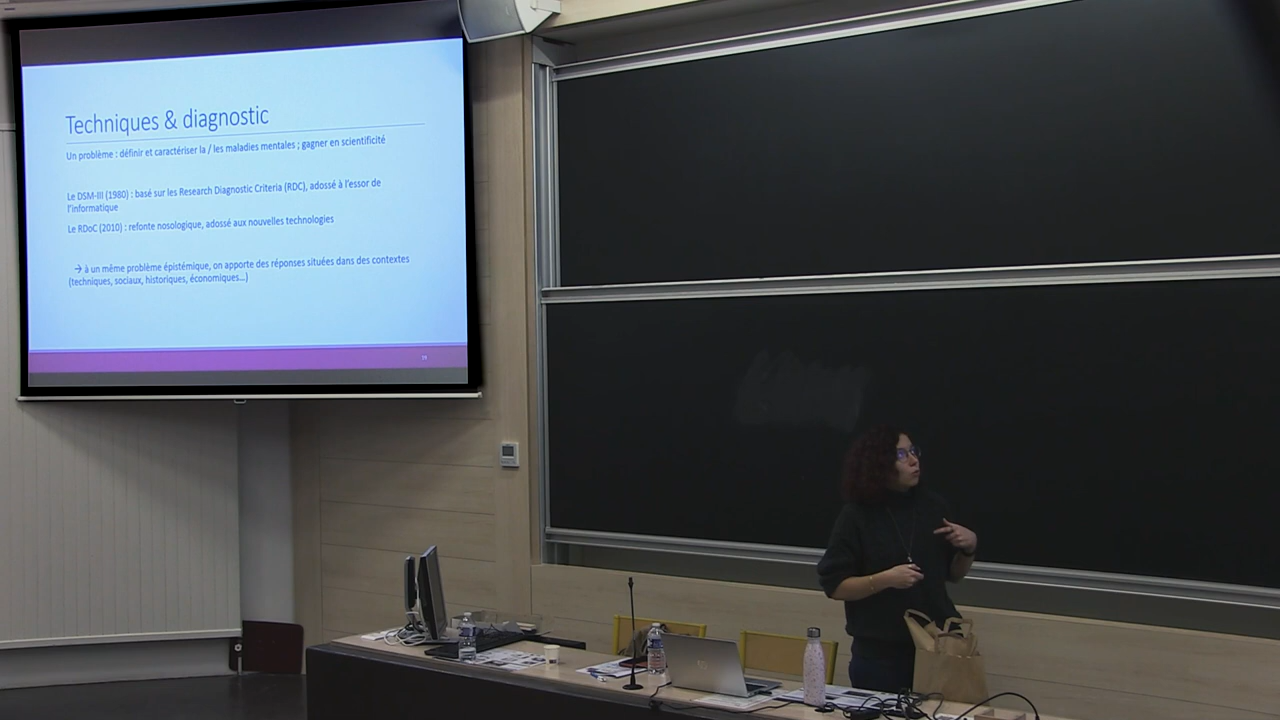 Techniques & diagnostic
Un problème : définir et caractériser la / les maladies mentales ; gagner en scientificité
Le DSM-III (1980) : basé sur les Research Diagnostic Criteria (RDC), adossé à l'essor de
l'informatique
Le RDoC (2010) : refonte nosologique, adossé aux nouvelles technologies
→ à un même problème épistémique, on apporte des réponses situées dans des contextes
(techniques, sociaux, historiques, économiques...)